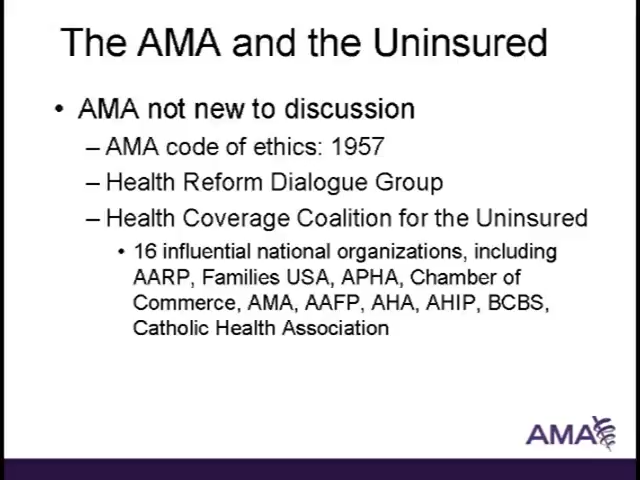 The AMA and the Uninsured
• AMA not new to discussion
– AMA code of ethics: 1957
– Health Reform Dialogue Group
– Health Coverage Coalition for the Uninsured
• 16 influential national organizations, including
AARP, Families USA, APHA, Chamber of
Commerce, AMA, AAFP, AHA, AHIP, BCBS,
Catholic Health Association
AMA